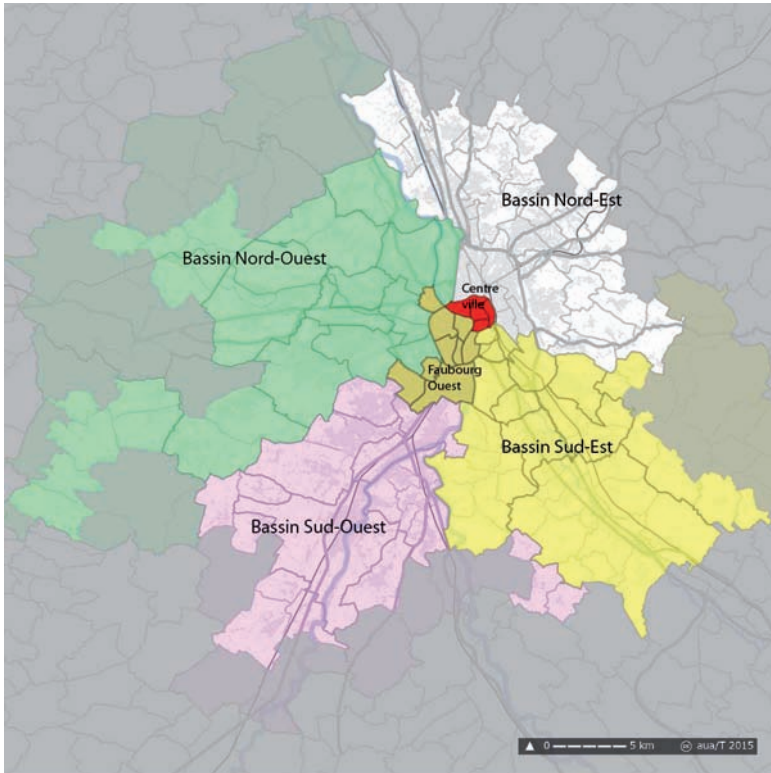 Bassin Nord-Est
Bassin Nord-Ouest
Centre
ville
Faubourg
Ouest
Bassin Sud-Est
Bassin Sud-Ouest
0 5 km aua/T 2015